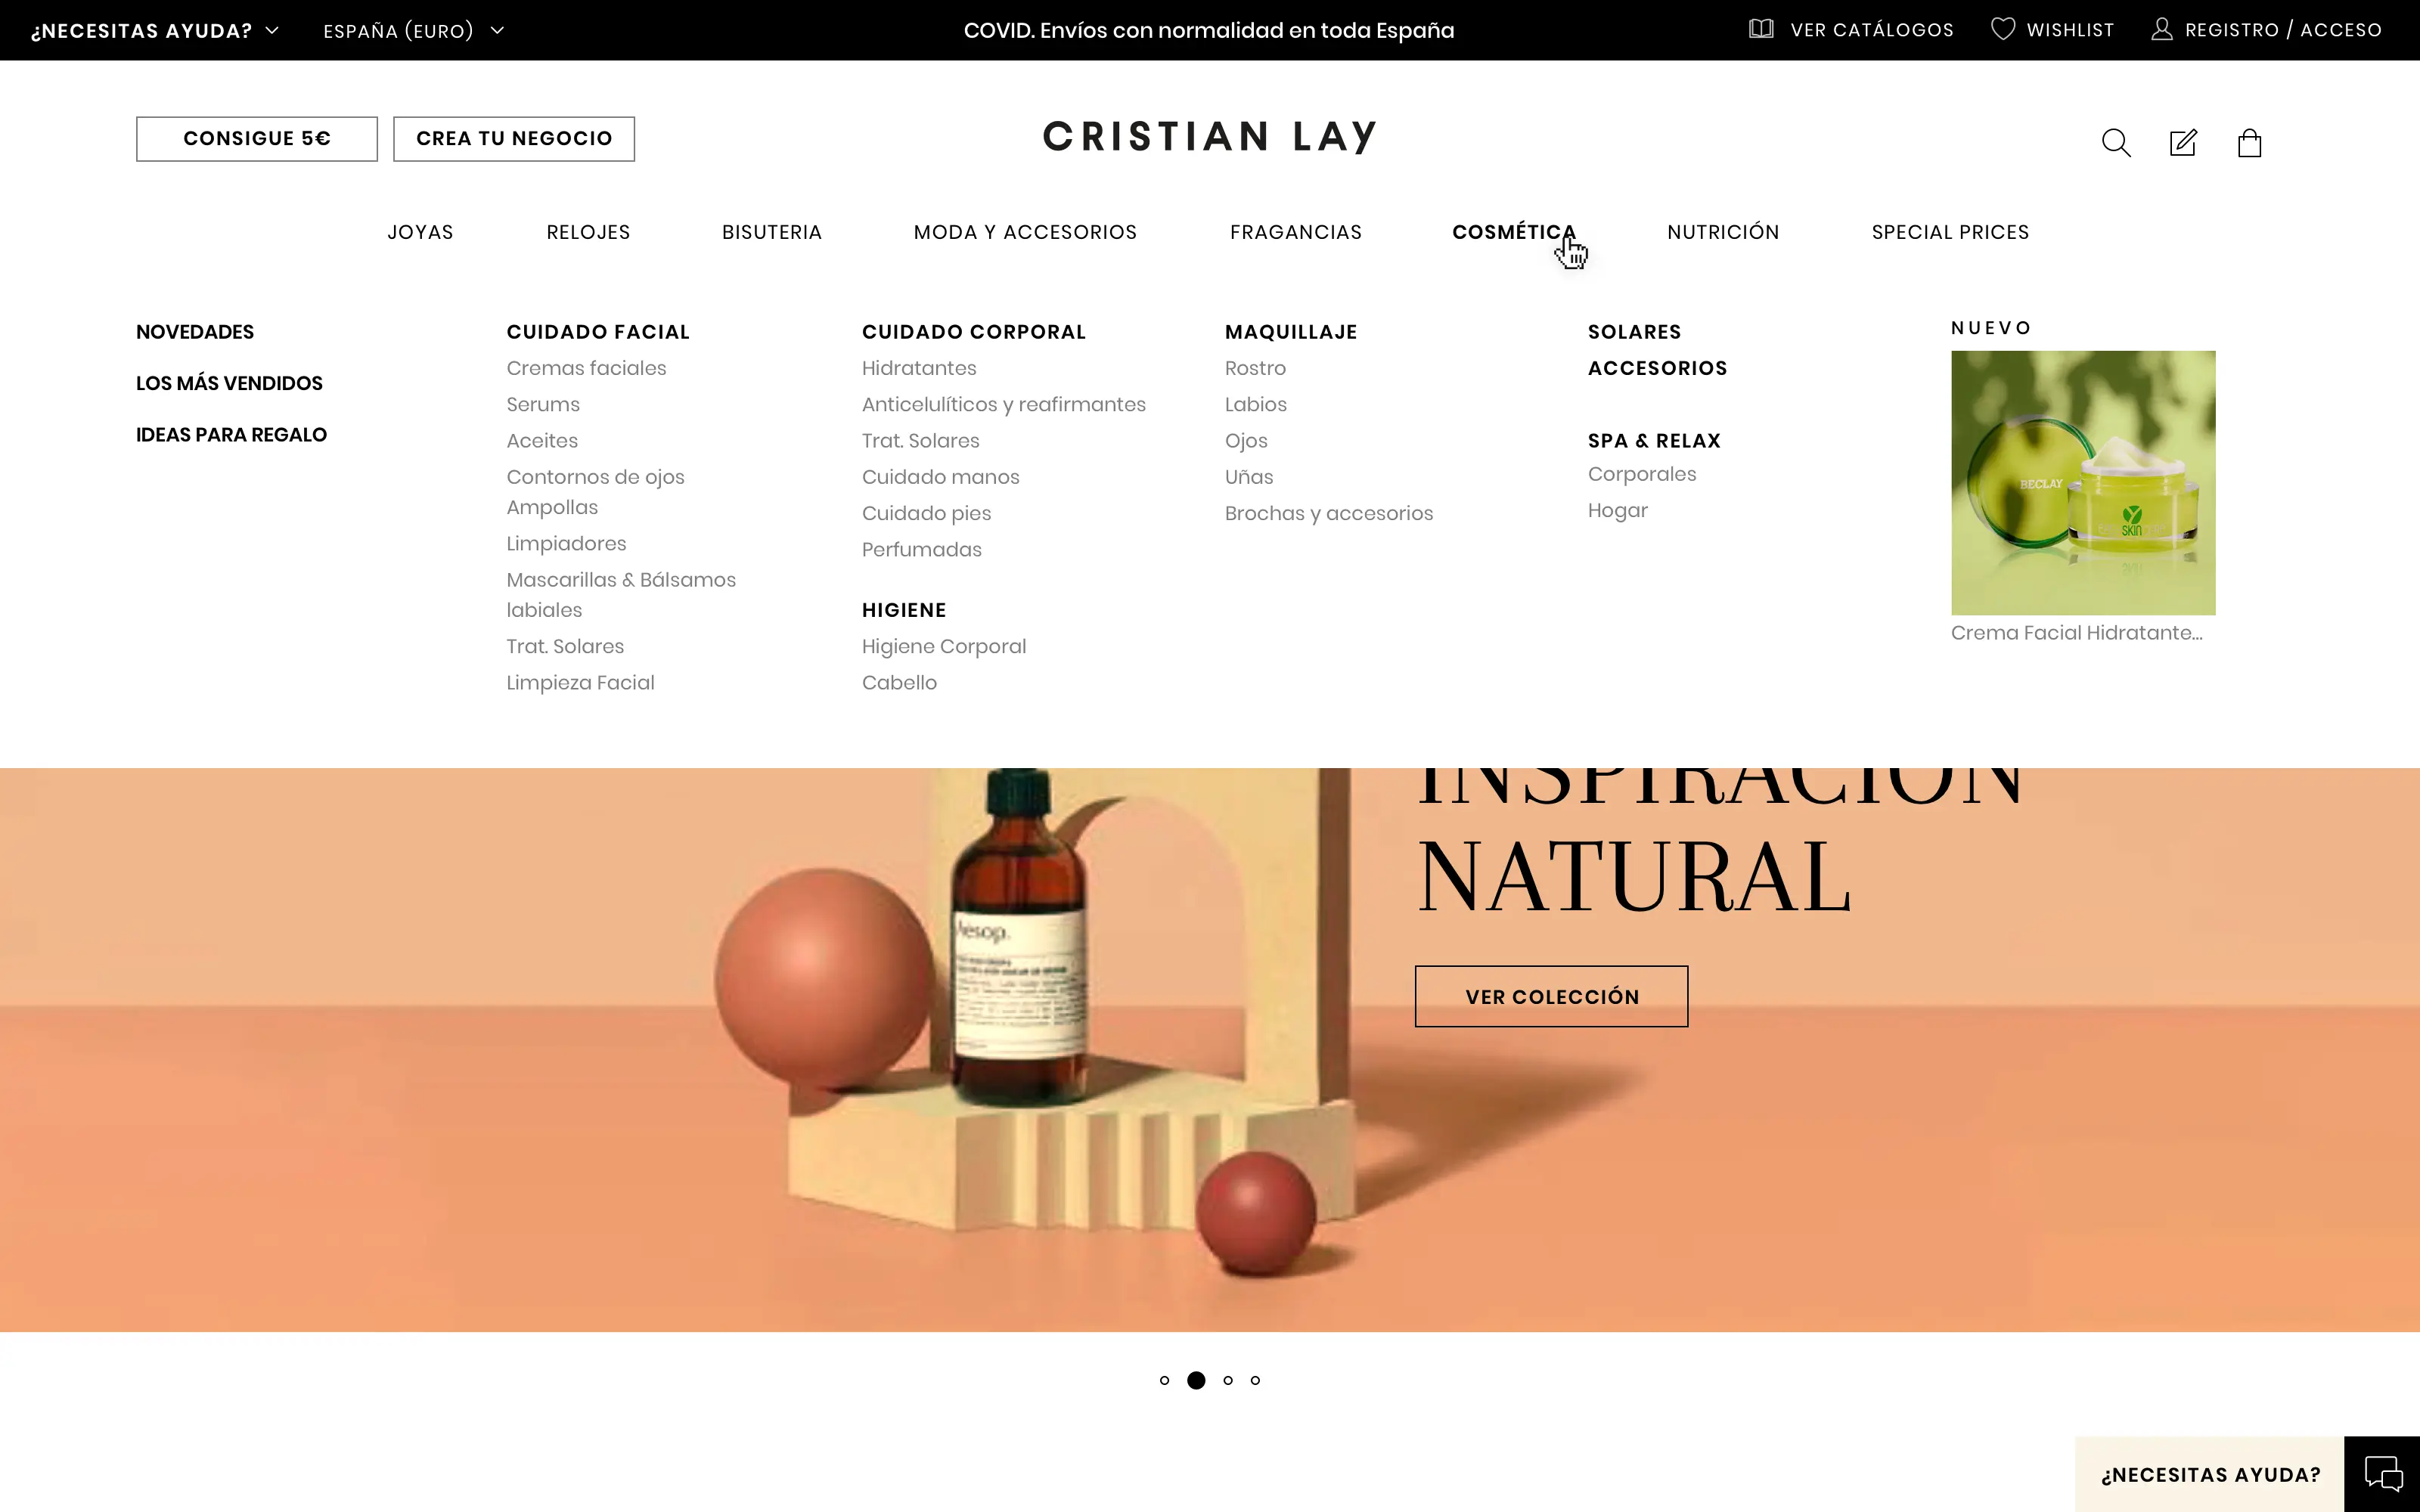 ¿NECESITAS AYUDA?
ESPAÑA (EURO)
COVID. Envíos con normalidad en toda España
VER CATÁLOGOS
WISHLIST
REGISTRO / ACCESO
CONSIGUE 5€
CREA TU NEGOCIO
CRISTIAN LAY
JOYAS
RELOJES
BISUTERIA
MODA Y ACCESORIOS
FRAGANCIAS
COSMÉTICA
NUTRICIÓN
SPECIAL PRICES
NOVEDADES
LOS MÁS VENDIDOS
IDEAS PARA REGALO
CUIDADO FACIAL
Cremas faciales
Serums
Aceites
Contornos de ojos
Ampollas
Limpiadores
Mascarillas & Bálsamos
labiales
Trat. Solares
Limpieza Facial
CUIDADO CORPORAL
Hidratantes
Anticelulíticos y reafirmantes
Trat. Solares
Cuidado manos
Cuidado pies
Perfumadas
HIGIENE
Higiene Corporal
Cabello
MAQUILLAJE
Rostro
Labios
Ojos
Uñas
Brochas y accesorios
SOLARES
ACCESORIOS
SPA & RELAX
Corporales
Hogar
NUEVO
BECLAY
SKIN
Crema Facial Hidratante...
INSPIRACIÓN
NATURAL
Aesop.
VER COLECCIÓN
¿NECESITAS AYUDA?